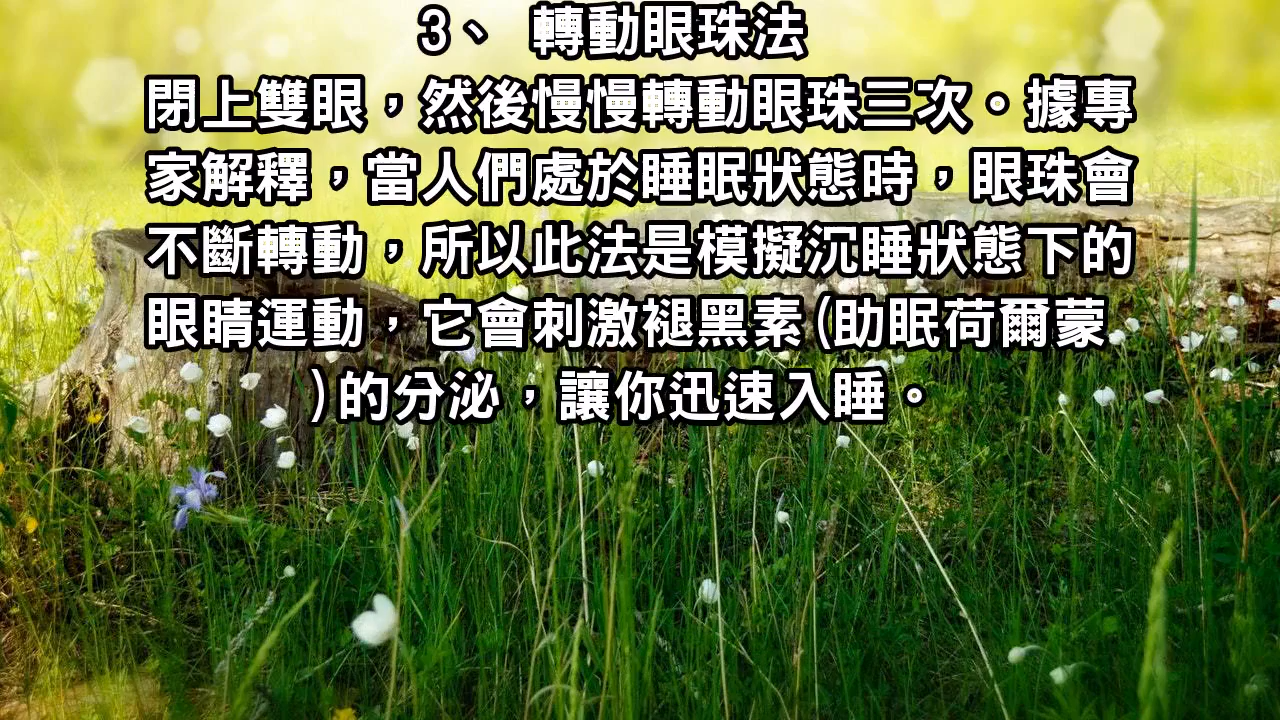 3、 轉動眼珠法
閉上雙眼，然後慢慢轉動眼珠三次。據專
家解釋，當人們處於睡眠狀態時，眼珠會
不斷轉動，所以此法是模擬沉睡狀態下的
眼睛運動，它會刺激褪黑素(助眠荷爾蒙
)的分泌，讓你迅速入睡。